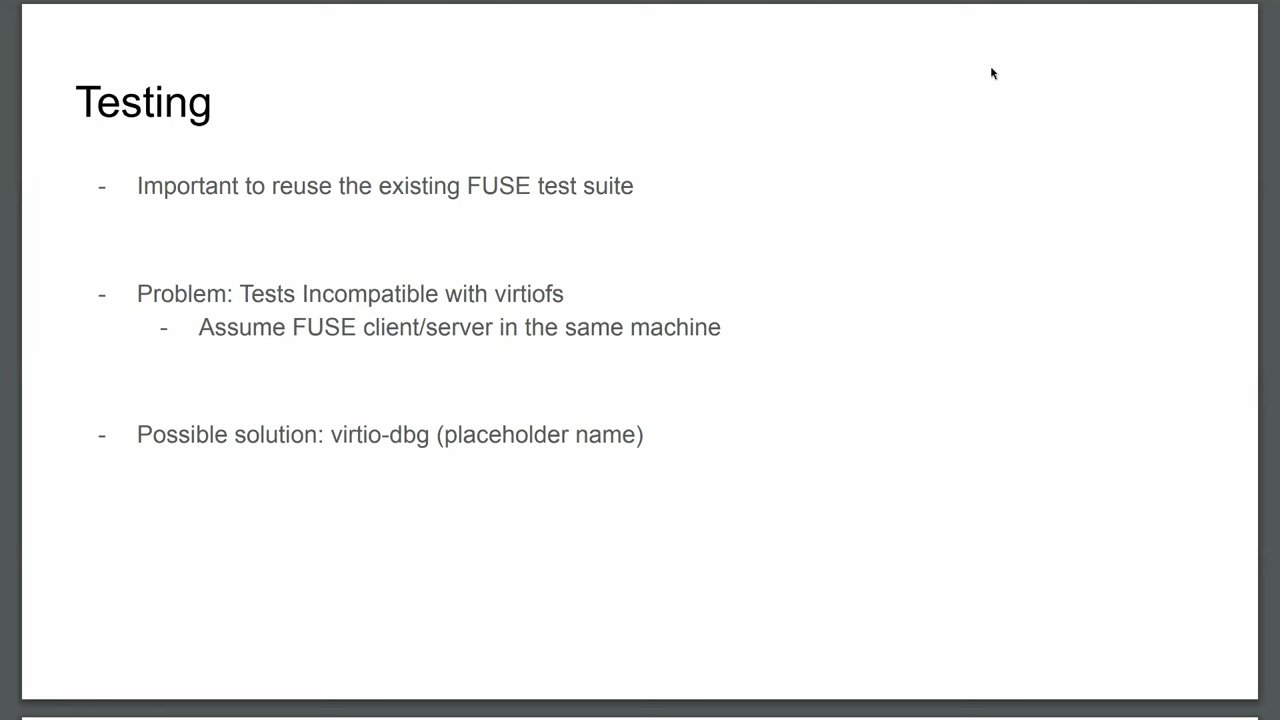 Testing
- Important to reuse the existing FUSE test suite
- Problem: Tests Incompatible with virtiofs
- Assume FUSE client/server in the same machine
- Possible solution: virtio-dbg (placeholder name)